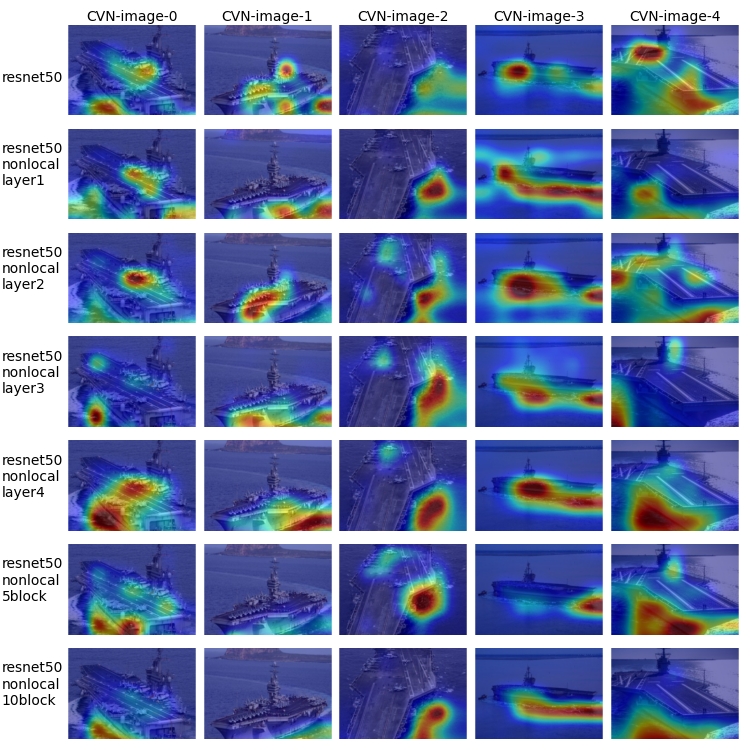 CVN-image-0 CVN-image-1 CVN-image-2 CVN-image-3 CVN-image-4
resnet50
resnet50
nonlocal
layer1
resnet50
nonlocal
layer2
resnet50
nonlocal
layer3
resnet50
nonlocal
layer4
resnet50
nonlocal
5block
resnet50
nonlocal
10block